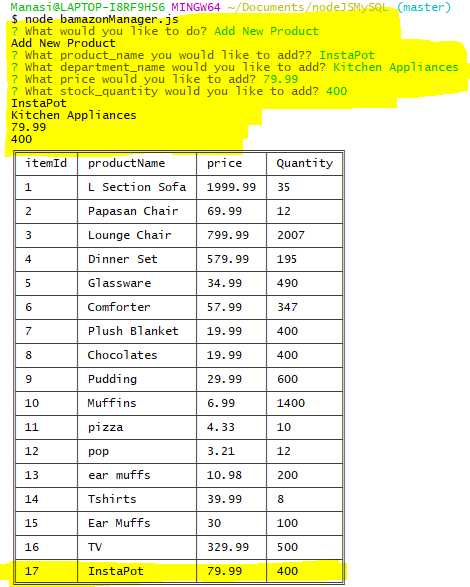 Manasi@LAPTOP-I8RF9HS6 MINGW64 ~/Documents/nodeJSMySQL (master)
$ node bamazonManager.js
? What would you like to do? Add New Product
Add New Product
? What product_name would you like to add?? InstaPot
? What department_name would you like to add? Kitchen Appliances
? What price would you like to add? 79.99
? What stock_quantity would you like to add? 400
InstaPot
Kitchen Appliances
79.99
400
itemId productName price Quantity
1 L Section Sofa 1999.99 35
2 Papasan Chair 69.99 12
3 Lounge Chair 799.99 2007
4 Dinner Set 579.99 195
5 Glassware 34.99 490
6 Comforter 57.99 347
7 Plush Blanket 19.99 400
8 Chocolates 19.99 400
9 Pudding 29.99 600
10 Muffins 6.99 1400
11 pizza 4.33 10
12 pop 3.21 12
13 ear muffs 10.98 200
14 Tshirts 39.99 8
15 Ear Muffs 30 100
16 TV 329.99 500
17 InstaPot 79.99 400